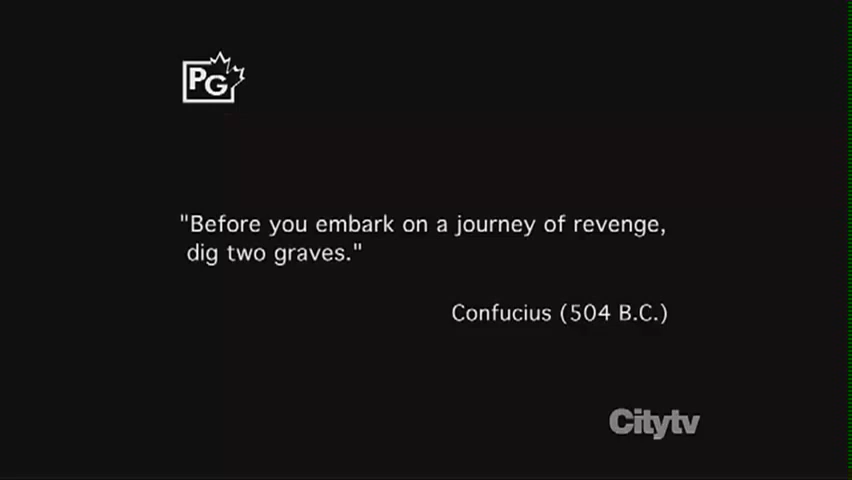 PG
"Before you embark on a journey of revenge,
dig two graves."
Confucius (504 B.C.)
Citytv